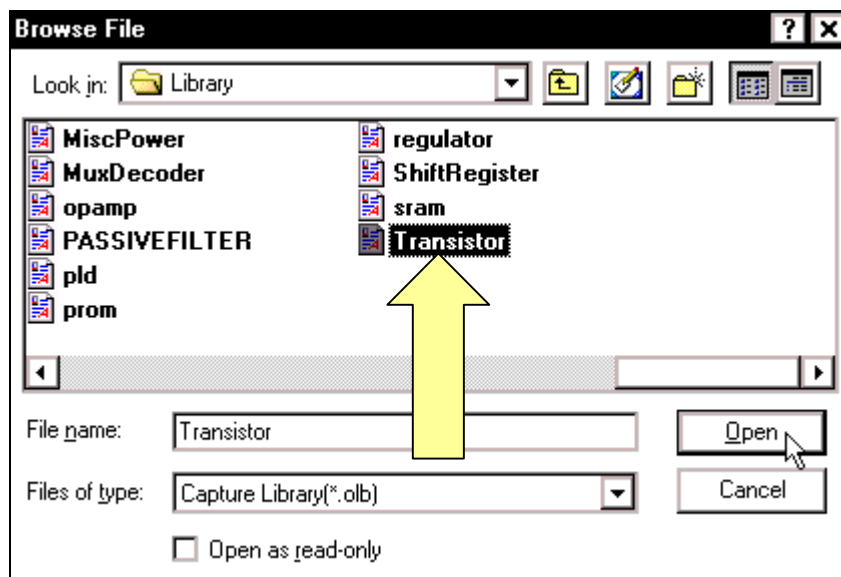 Browse File
Look in: Library
MiscPower
MuxDecoder
opamp
PASSIVEFILTER
pld
prom
regulator
ShiftRegister
sram
Transistor
File name: Transistor Open
Files of type: Capture Library(*.olb) Cancel
Open as read-only